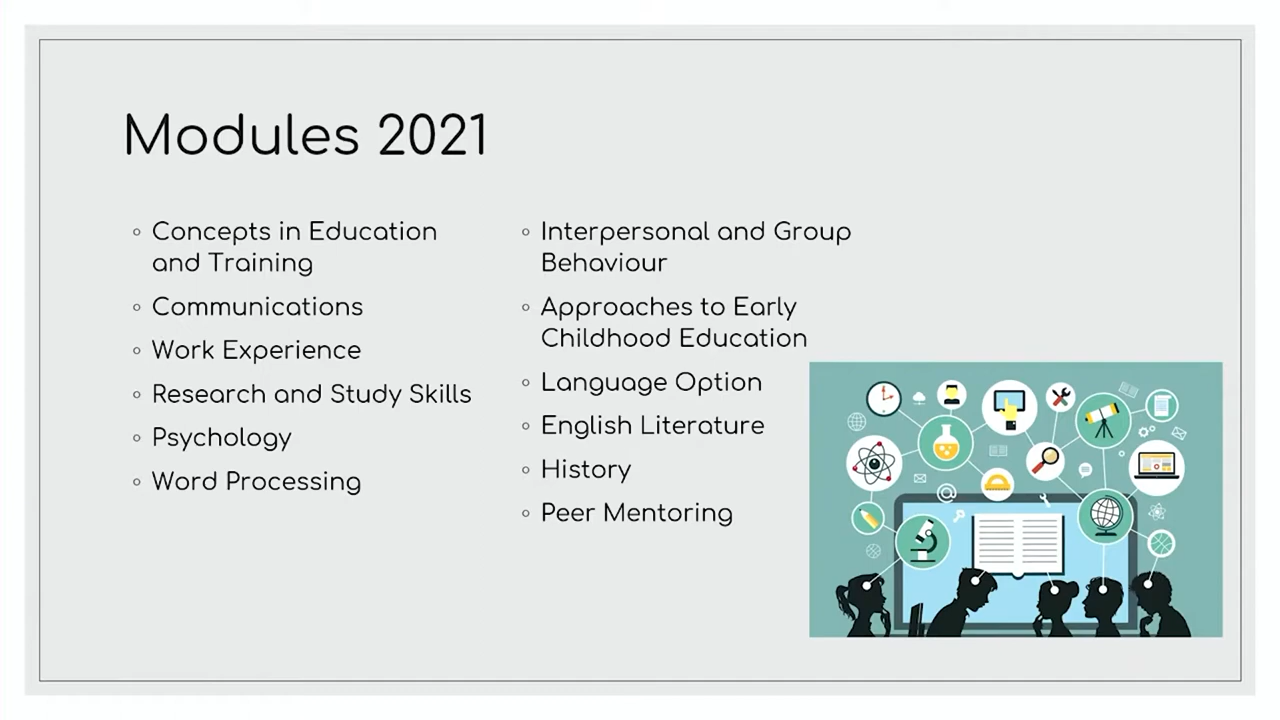 Modules 2021
◦ Concepts in Education
and Training
◦ Communications
◦ Work Experience
◦ Research and Study Skills
◦ Psychology
◦ Word Processing
◦ Interpersonal and Group
Behaviour
◦ Approaches to Early
Childhood Education
◦ Language Option
◦ English Literature
◦ History
◦ Peer Mentoring
@